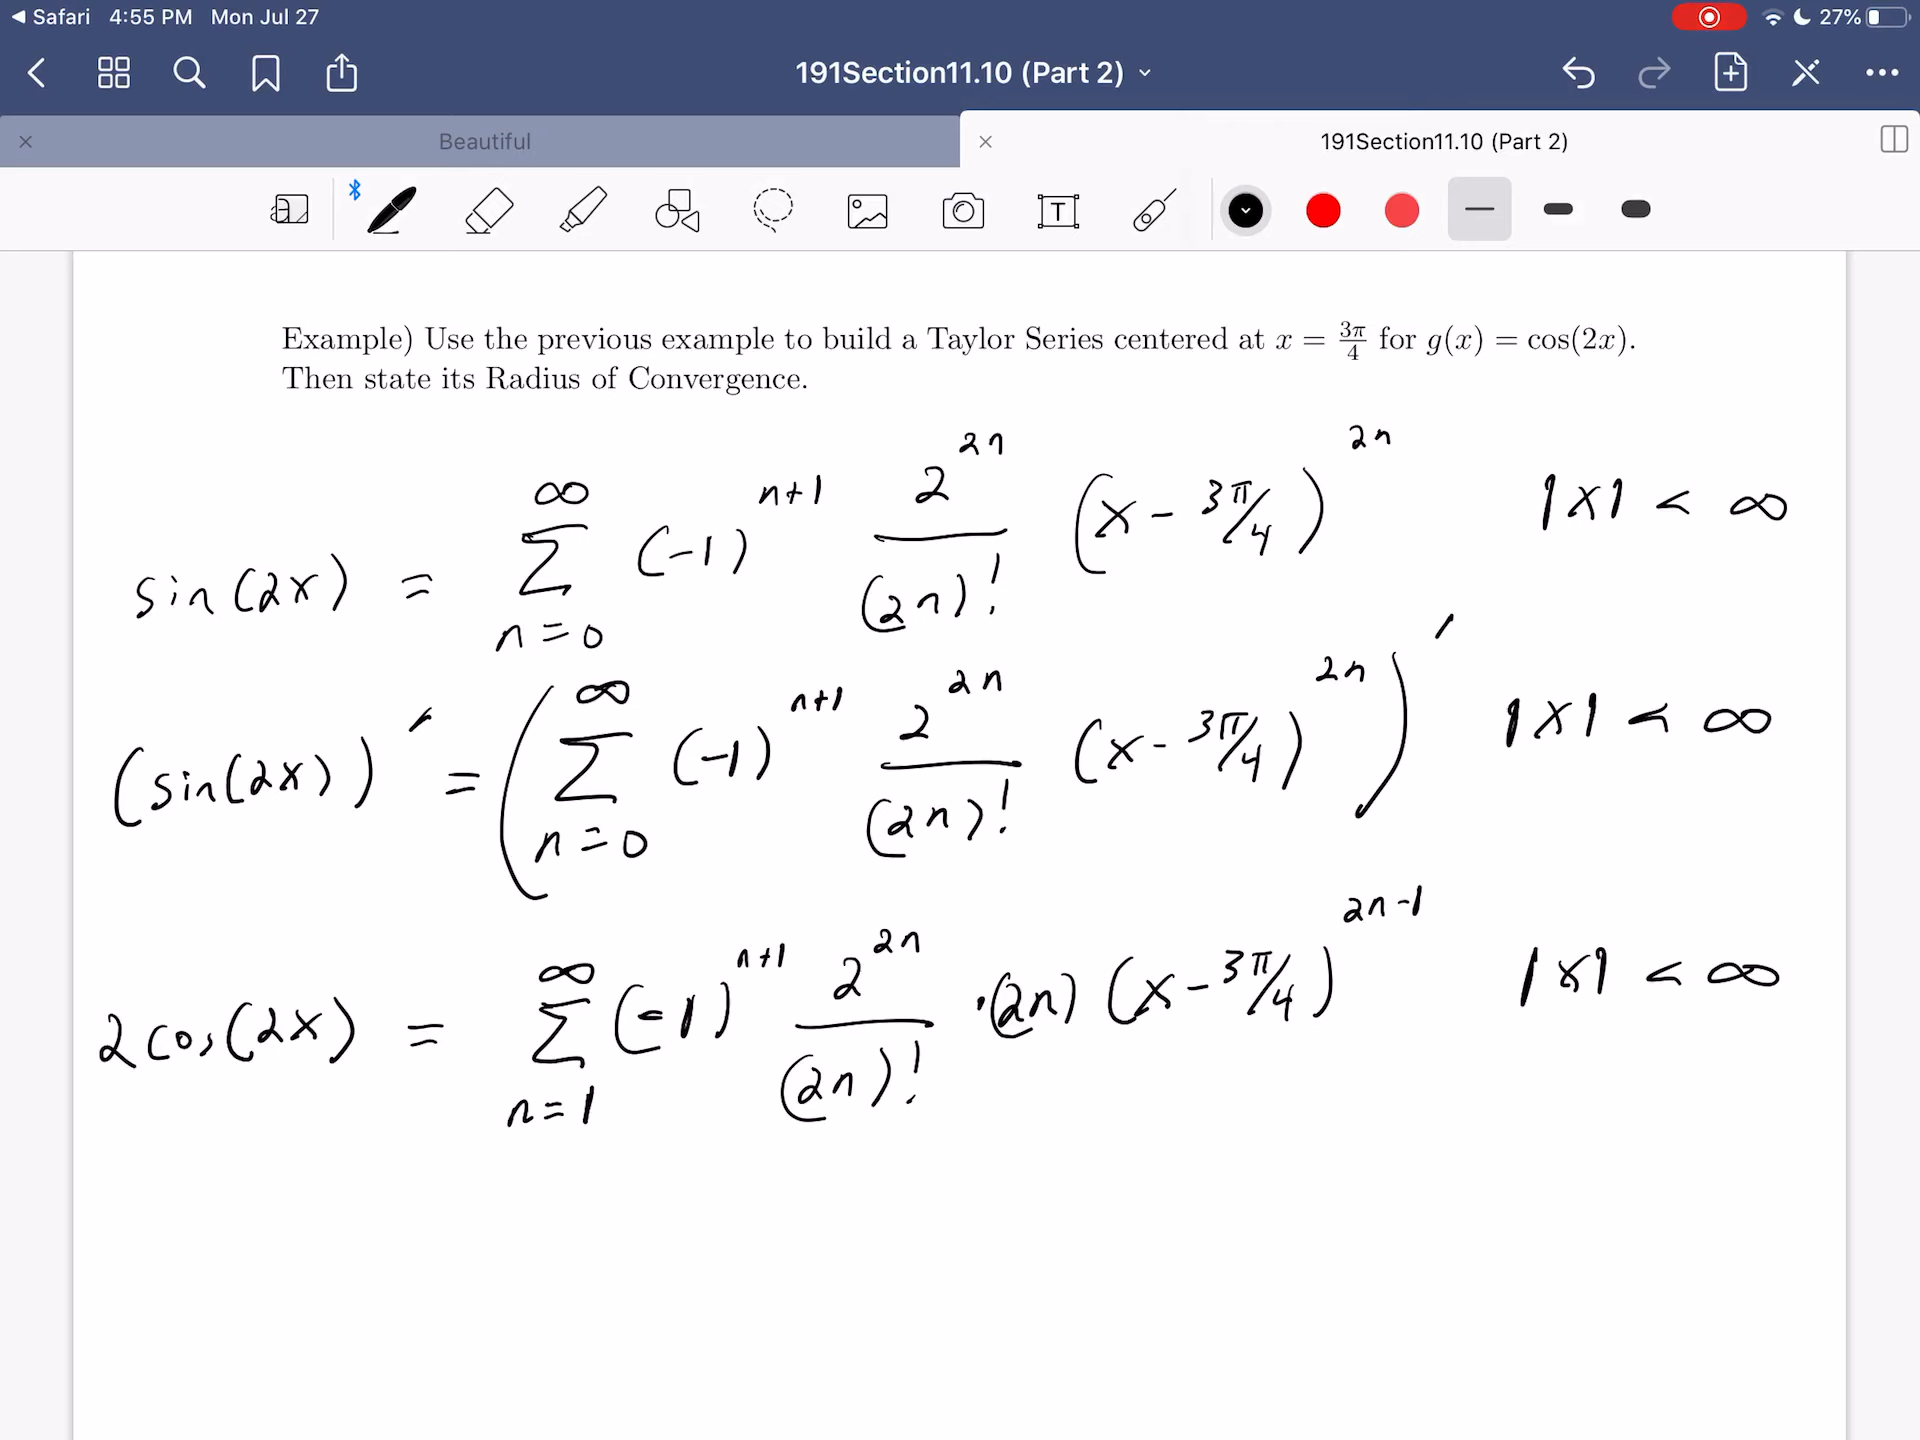 Safari 4:55 PM Mon Jul 27 27%
191Section11.10 (Part 2)
Beautiful 191Section11.10 (Part 2)
a T
Example) Use the previous example to build a Taylor Series centered at x = 3π/4 for g(x) = cos(2x).
Then state its Radius of Convergence.
sin(2x) = ∑_{n=0}^{∞} (-1)^{n+1} 2^{2n}/(2n)! (x - 3π/4)^{2n} |x| < ∞
(sin(2x))′ = (∑_{n=0}^{∞} (-1)^{n+1} 2^{2n}/(2n)! (x - 3π/4)^{2n})′ |x| < ∞
2cos(2x) = ∑_{n=1}^{∞} (-1)^{n+1} 2^{2n}/(2n)! ·(2n) (x - 3π/4)^{2n-1} |x| < ∞